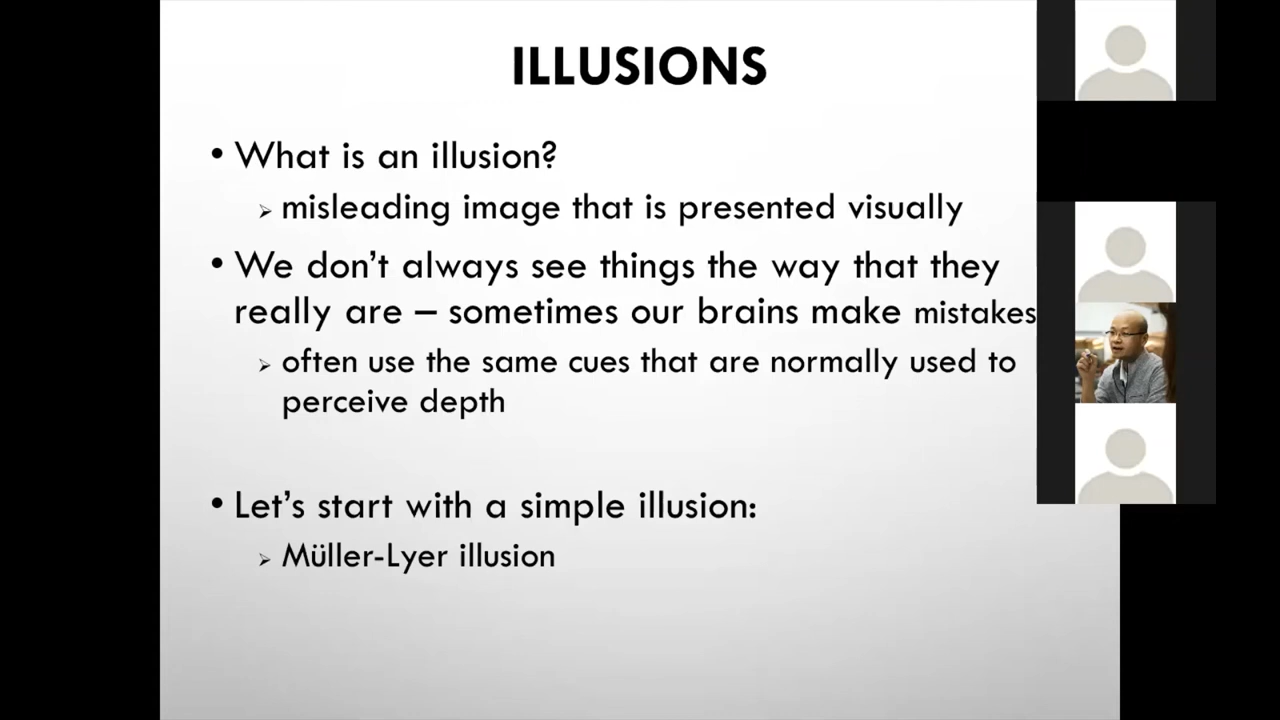 ILLUSIONS
• What is an illusion?
➢ misleading image that is presented visually
• We don’t always see things the way that they
really are – sometimes our brains make mistakes
➢ often use the same cues that are normally used to
perceive depth
• Let’s start with a simple illusion:
➢ Müller-Lyer illusion